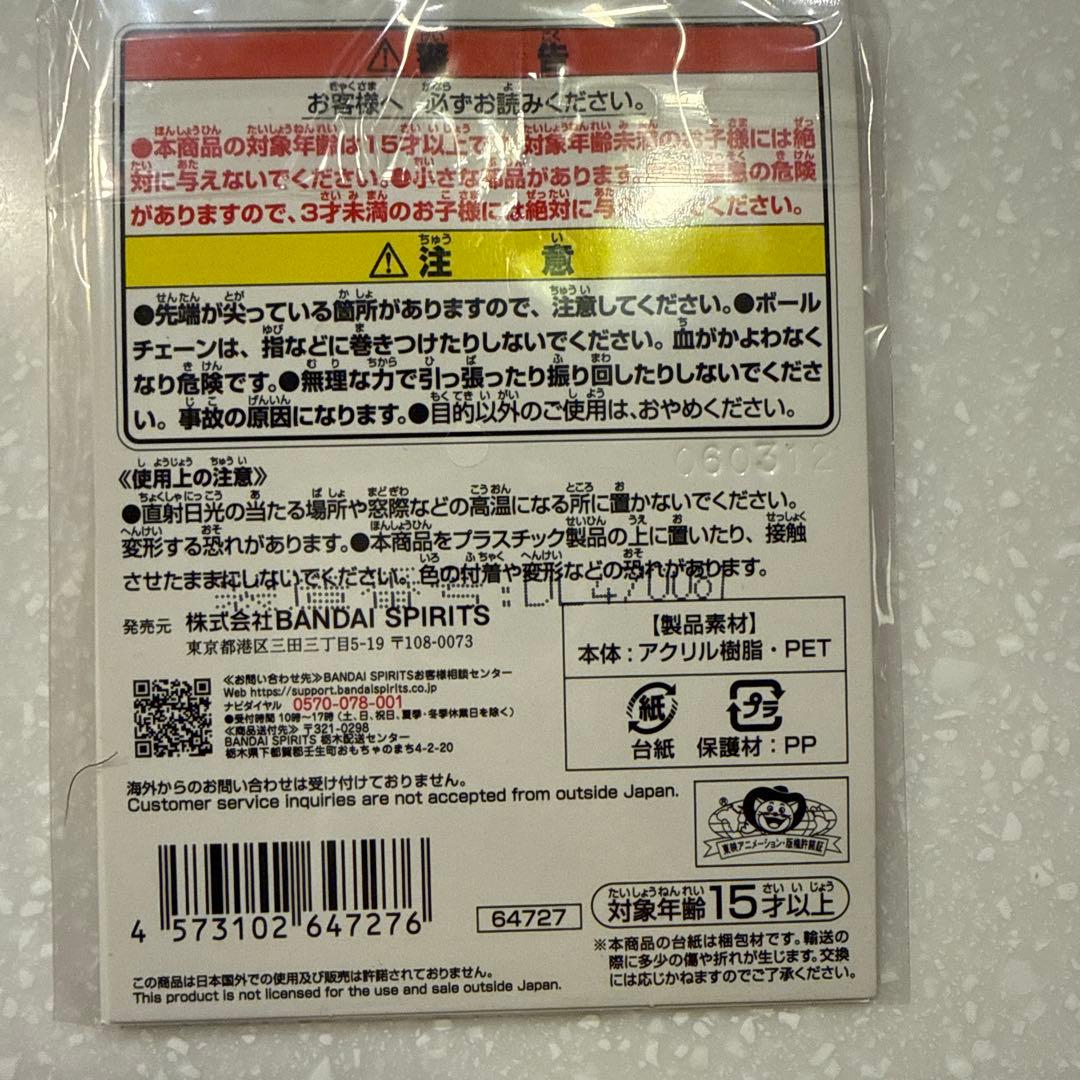 警告
お客様へ 必ずお読みください。
●本商品の対象年齢は15才以上で 対象年齢未満のお子様には絶
対に与えないでください。●小さな部品があります。 の危険
がありますので、3才未満のお子様には絶対に与 でください。
注意
●先端が尖っている箇所がありますので、注意してください。●ボール
チェーンは、指などに巻きつけたりしないでください。血がかよわなく
なり危険です。●無理な力で引っ張ったり振り回したりしないでくださ
い。事故の原因になります。●目的以外のご使用は、おやめください。
060312
《使用上の注意》
●直射日光の当たる場所や窓際などの高温になる所に置かないでください。
変形する恐れがあります。●本商品をプラスチック製品の上に置いたり、接触
させたままにしないでください。色の付着や変形などの恐れがあります。
発売元 株式会社BANDAI SPIRITS
東京都港区三田三丁目5-19 〒108-0073
【製品素材】
本体：アクリル樹脂・PET
紙 プラ
台紙 保護材：PP
≪お問い合わせ先≫BANDAI SPIRITSお客様相談センター
Web https://support.bandaispirits.co.jp
ナビダイヤル 0570-078-001
●受付時間 10時〜17時（土、日、祝日、夏季・冬季休業日を除く）
≪商品送付先≫〒321-0298
BANDAI SPIRITS 栃木配送センター
栃木県下都賀郡壬生町おもちゃのまち4-2-20
海外からのお問い合わせは受け付けておりません。
Customer service inquiries are not accepted from outside Japan.
東映アニメーション・版権許諾証
4 573102 647276
64727
対象年齢15才以上
※本商品の台紙は梱包材です。輸送の
際に多少の傷や折れが生じます。交換
には応じかねますのでご了承ください。
この商品は日本国外での使用及び販売は許諾されておりません。
This product is not licensed for the use and sale outside Japan.